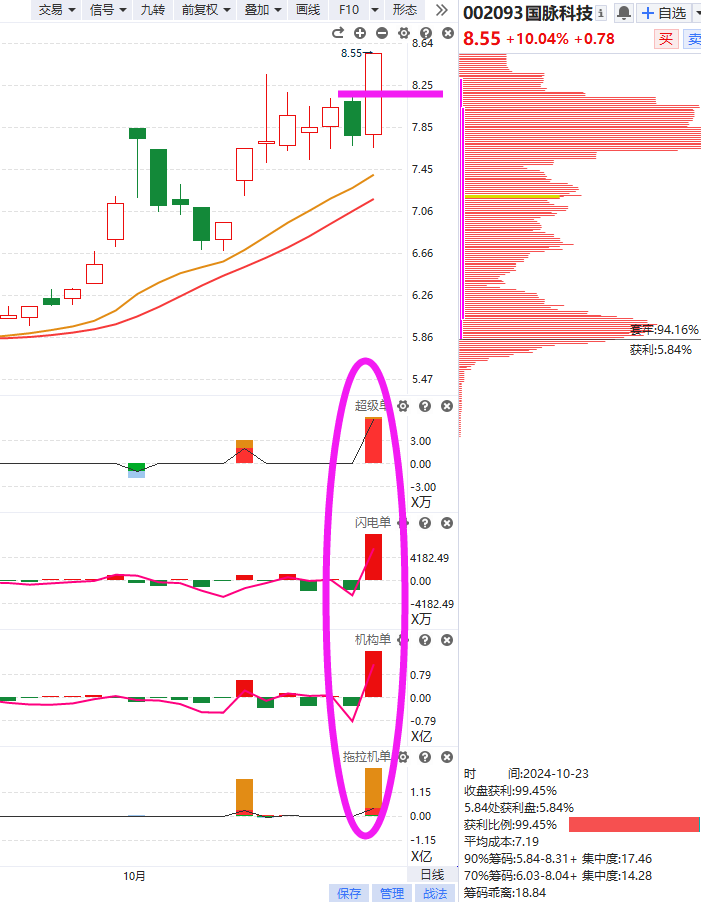 交易 信号 九转 前复权 叠加 画线 F10 形态
002093 国脉科技 自选
8.55 +10.04% +0.78 买 卖
8.55
8.64
8.25
7.85
7.45
7.06
6.66
6.26
5.86
5.47
套牢:94.16%
获利:5.84%
超级单
3.00
0.00
-3.00
X万
闪电单
4182.49
0.00
-4182.49
X万
机构单
0.79
0.00
-0.79
X亿
拖拉机单
1.15
0.00
-1.15
X亿
10月 日线
保存 管理 战法
时 间:2024-10-23
收盘获利:99.45%
5.84处获利盘:5.84%
获利比例:99.45%
平均成本:7.19
90%筹码:5.84-8.31+ 集中度:17.46
70%筹码:6.03-8.04+ 集中度:14.28
筹码乖离:18.84